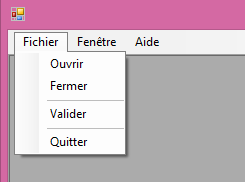 Fichier Fenêtre Aide
Ouvrir
Fermer
Valider
Quitter